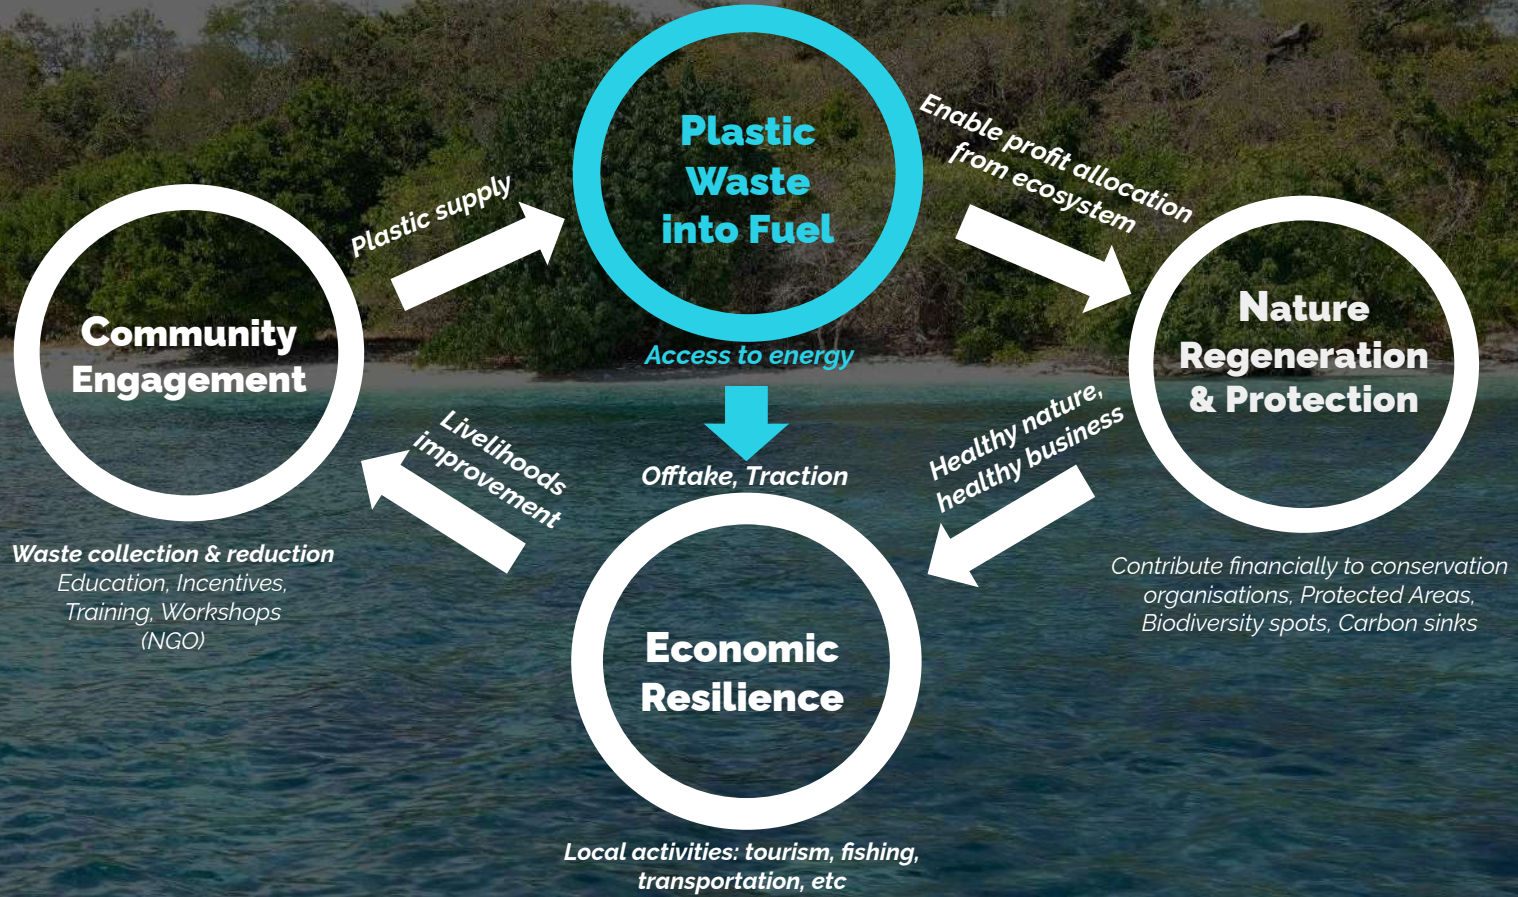 Plastic
Waste
into Fuel
Enable profit allocation
from ecosystem
Plastic supply
Community
Engagement
Nature
Regeneration
& Protection
Access to energy
Livelihoods
improvement
Healthy nature,
healthy business
Offtake, Traction
Waste collection & reduction
Education, Incentives,
Training, Workshops
(NGO)
Contribute financially to conservation
organisations, Protected Areas,
Biodiversity spots, Carbon sinks
Economic
Resilience
Local activities: tourism, fishing,
transportation, etc